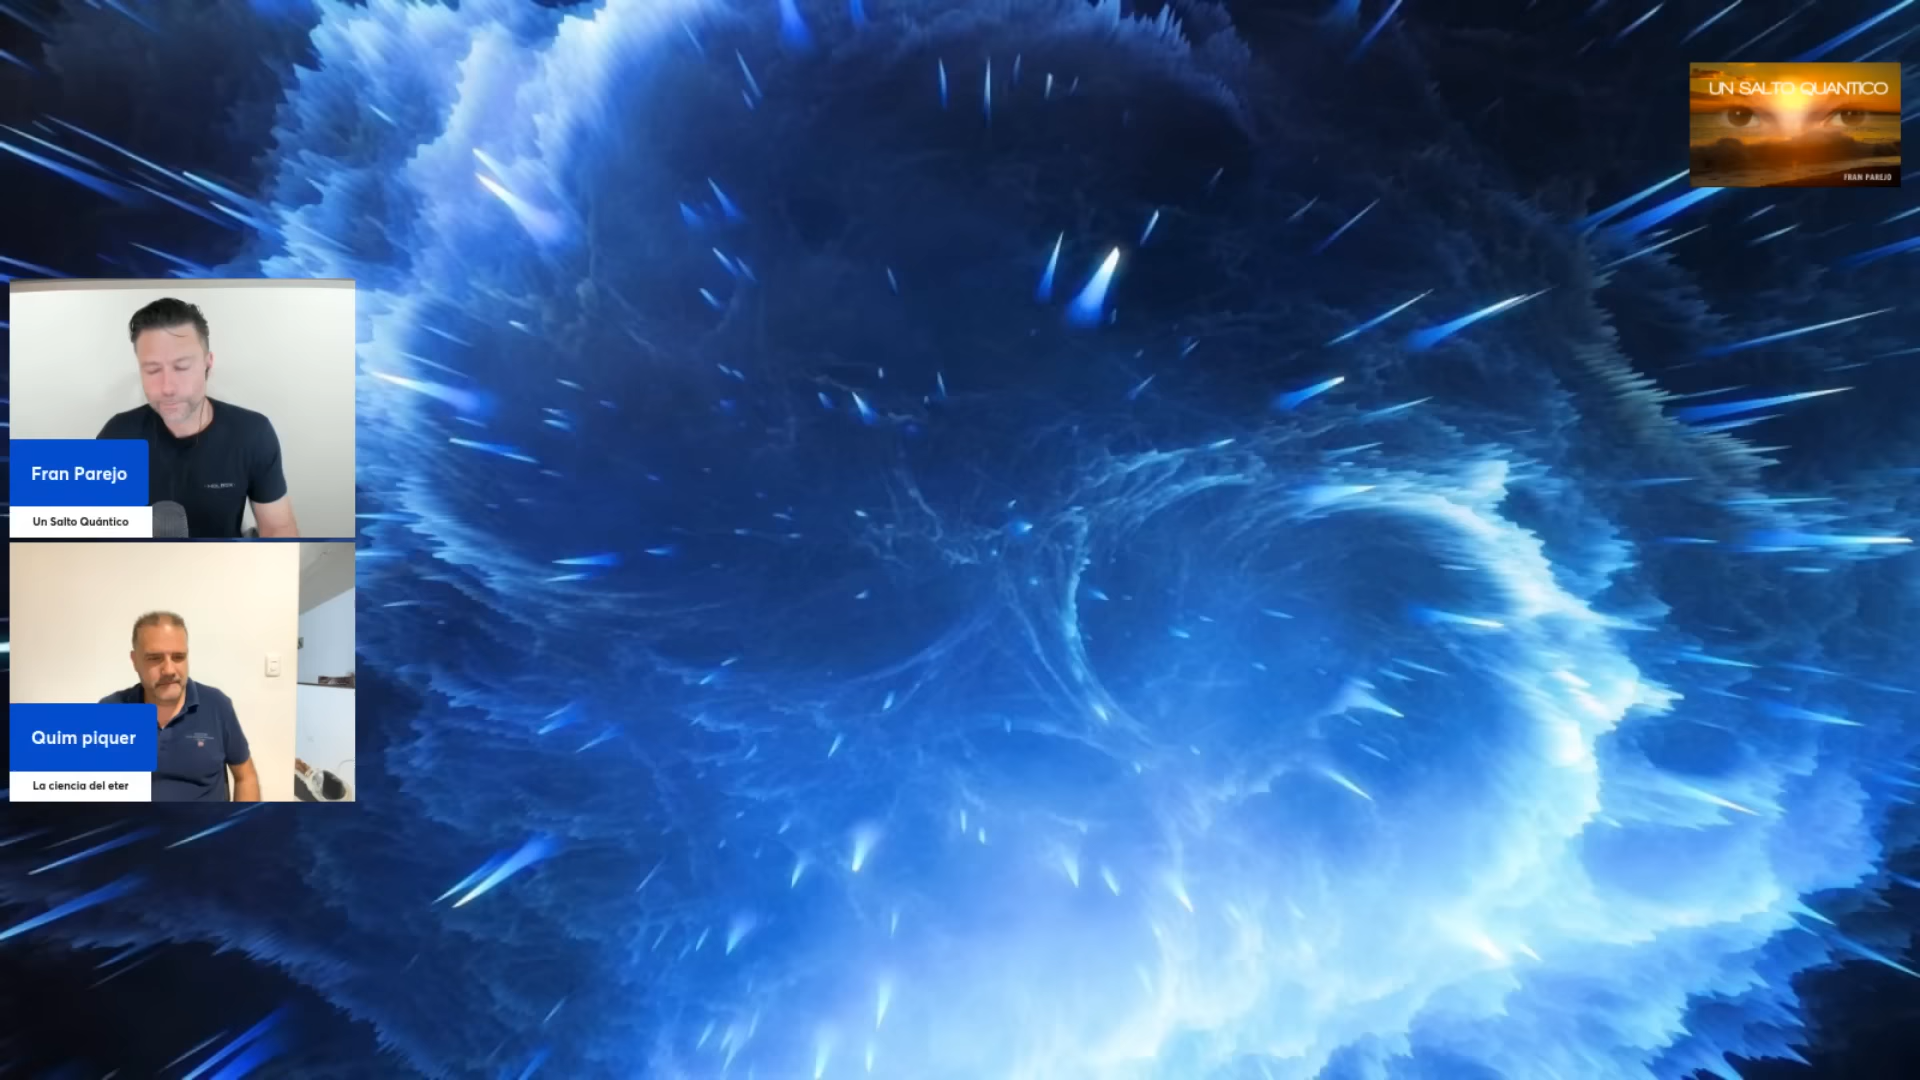 UN SALTO QUANTICO
FRAN PAREJO
Fran Parejo
Un Salto Quántico
Quim piquer
La ciencia del eter